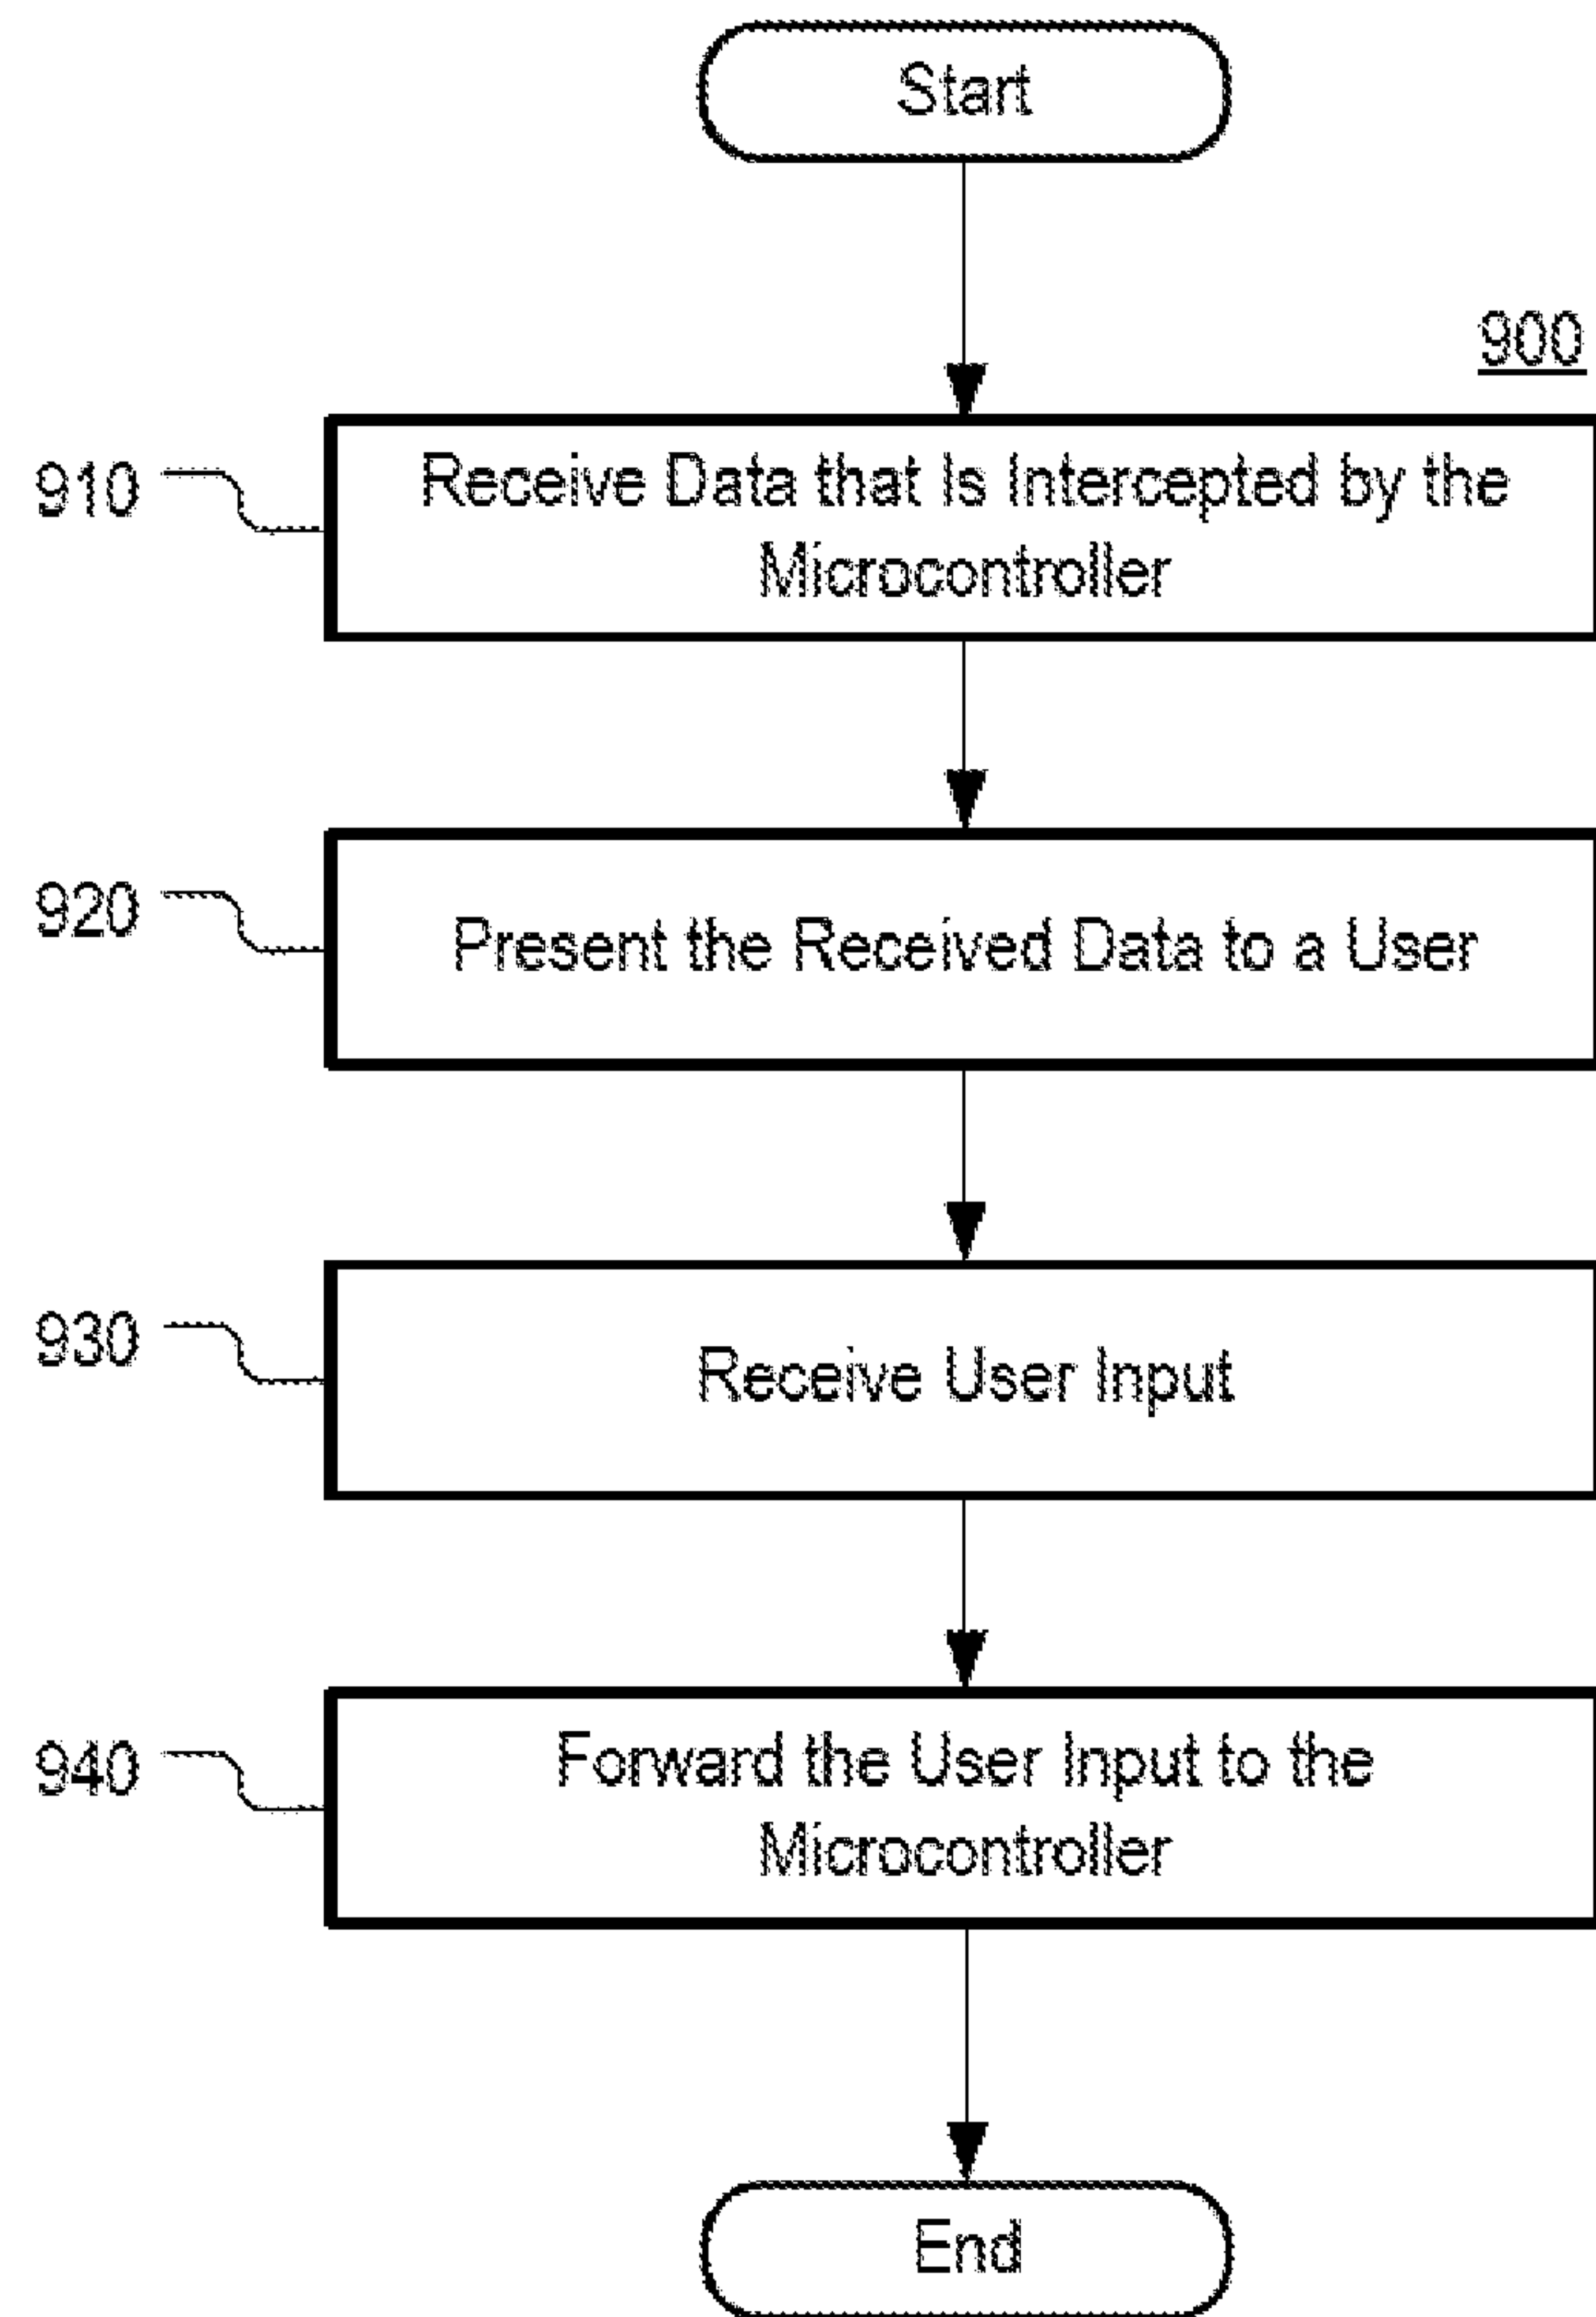 Start
900
910
Receive Data that Is Intercepted by the
Microcontroller
920
Present the Received Data to a User
930
Receive User Input
940
Forward the User Input to the
Microcontroller
End